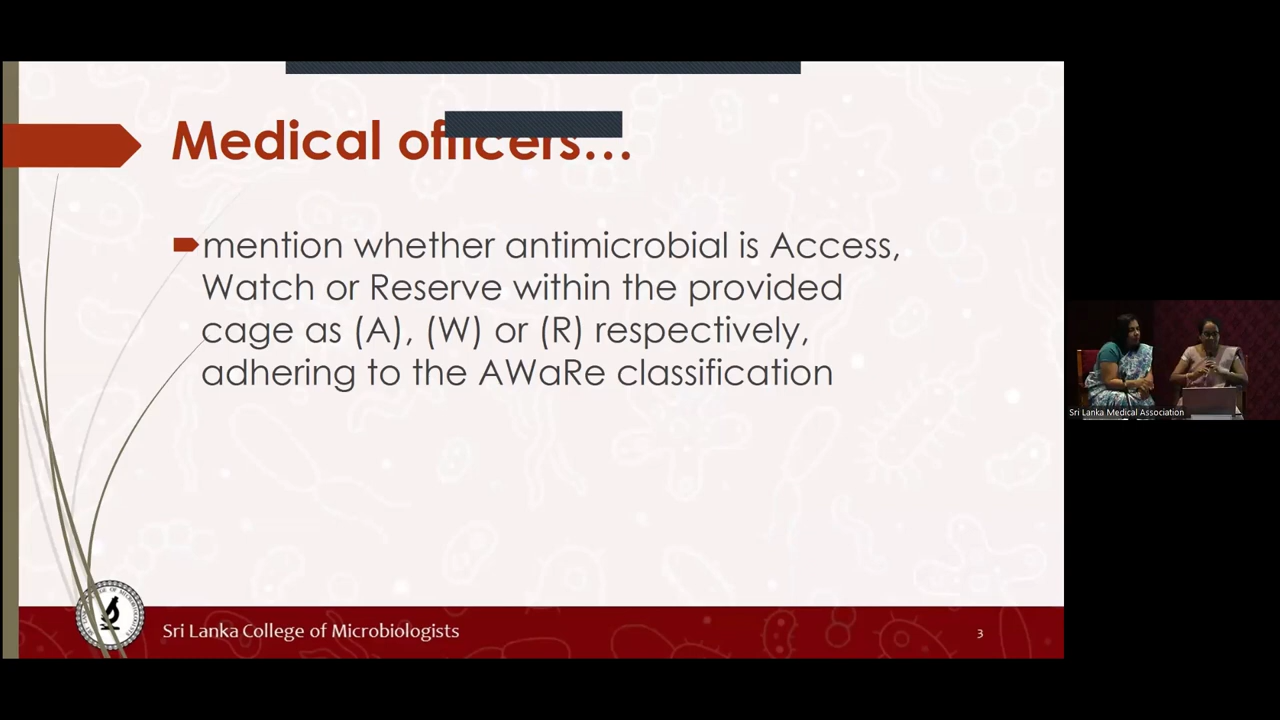 Medical officers...
mention whether antimicrobial is Access,
Watch or Reserve within the provided
cage as (A), (W) or (R) respectively,
adhering to the AWaRe classification
Sri Lanka Medical Association
Sri Lanka College of Microbiologists
3